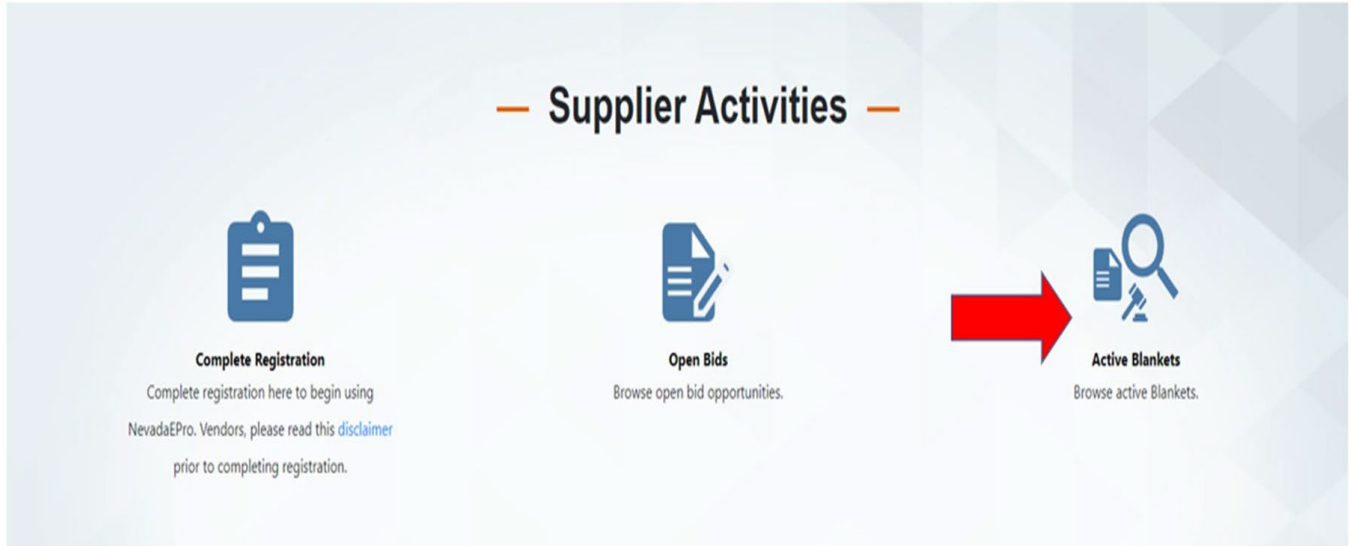 Supplier Activities
Complete Registration
Complete registration here to begin using
NevadaEPro. Vendors, please read this disclaimer
prior to completing registration.
Open Bids
Browse open bid opportunities.
Active Blankets
Browse active Blankets.